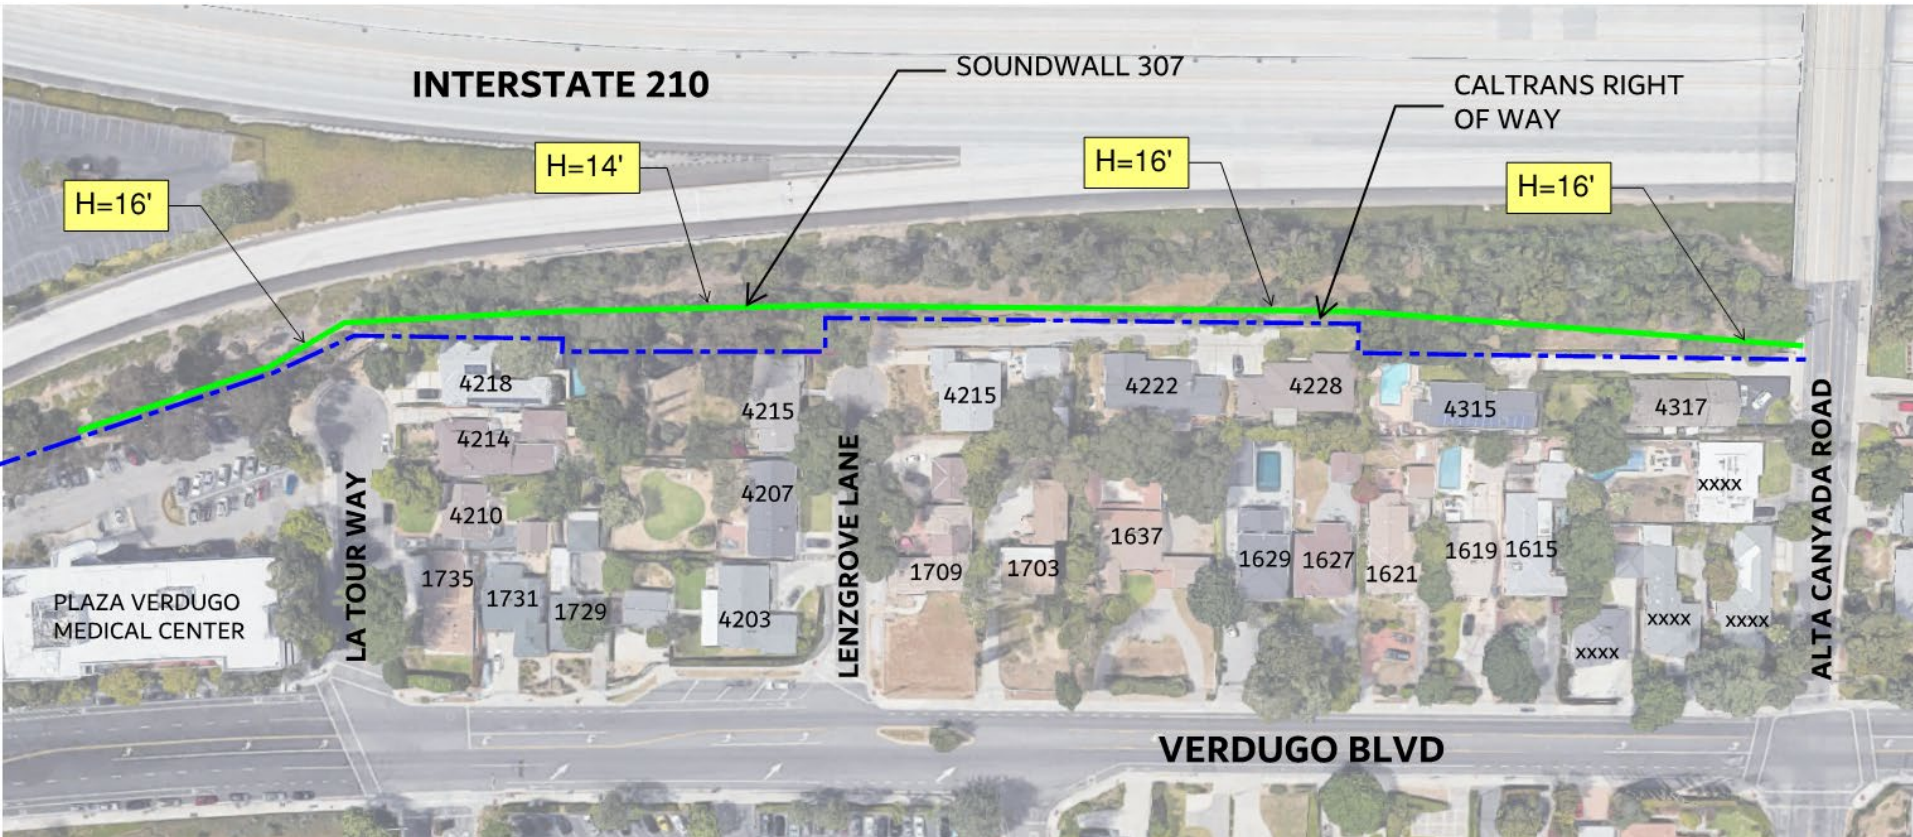 INTERSTATE 210
SOUNDWALL 307
CALTRANS RIGHT
OF WAY
H=16'
H=14'
H=16'
H=16'
4218
4215
4215
4222
4228
4315
4317
4214
4207
4210
xxxx
1735
1731
1729
4203
1709
1703
1637
1629
1627
1621
1619
1615
xxxx
xxxx
xxxx
PLAZA VERDUGO
MEDICAL CENTER
LA TOUR WAY
LENZGROVE LANE
ALTA CANYADA ROAD
VERDUGO BLVD